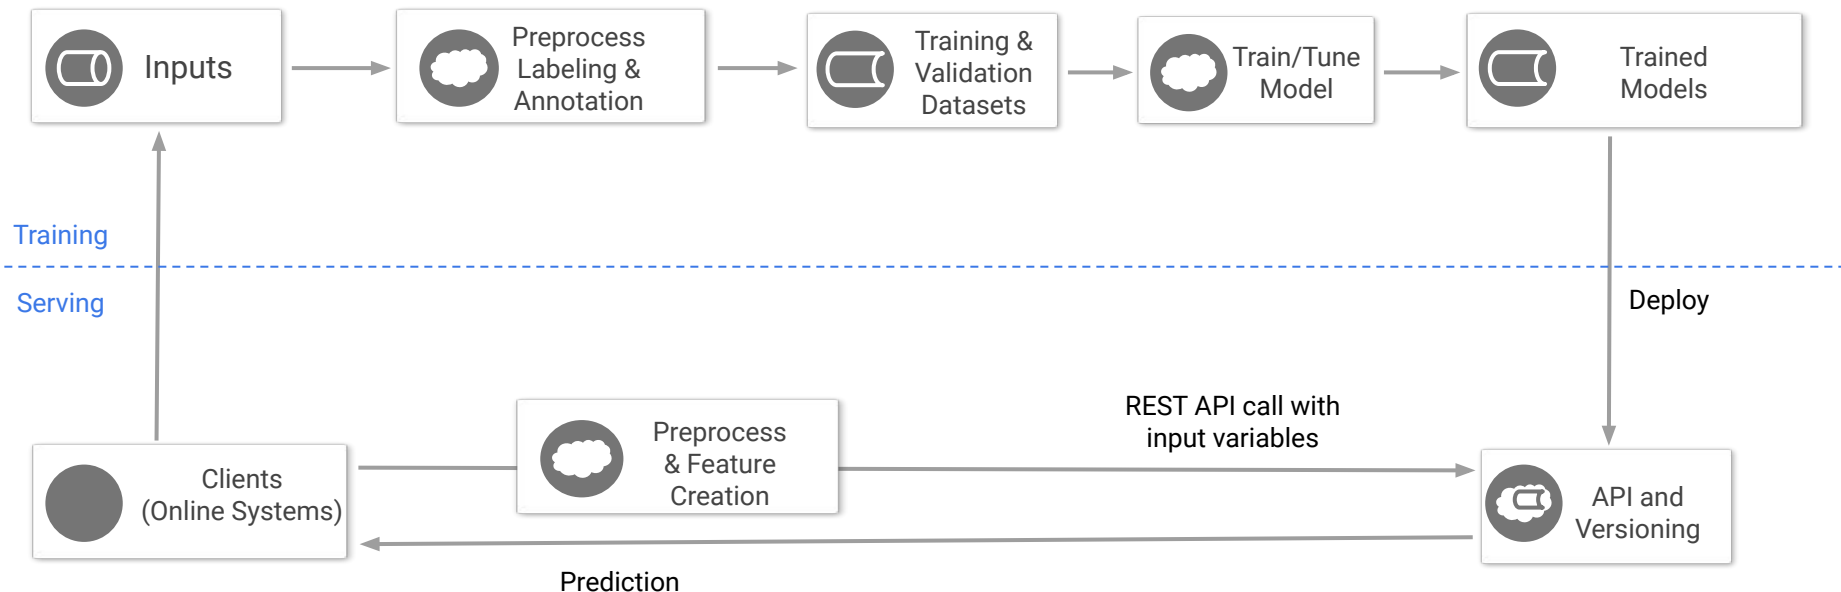 Inputs
Preprocess
Labeling &
Annotation
Training &
Validation
Datasets
Train/Tune
Model
Trained
Models
Training
Serving
Deploy
REST API call with
input variables
Preprocess
& Feature
Creation
Clients
(Online Systems)
API and
Versioning
Prediction